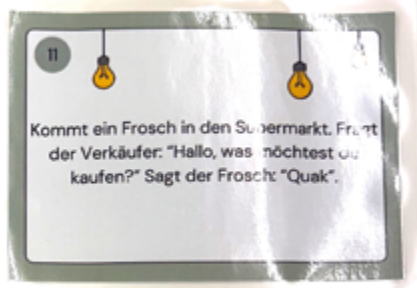 11
Kommt ein Frosch in den Supermarkt. Fragt
der Verkäufer: "Hallo, was möchtest du
kaufen?" Sagt der Frosch: "Quak".